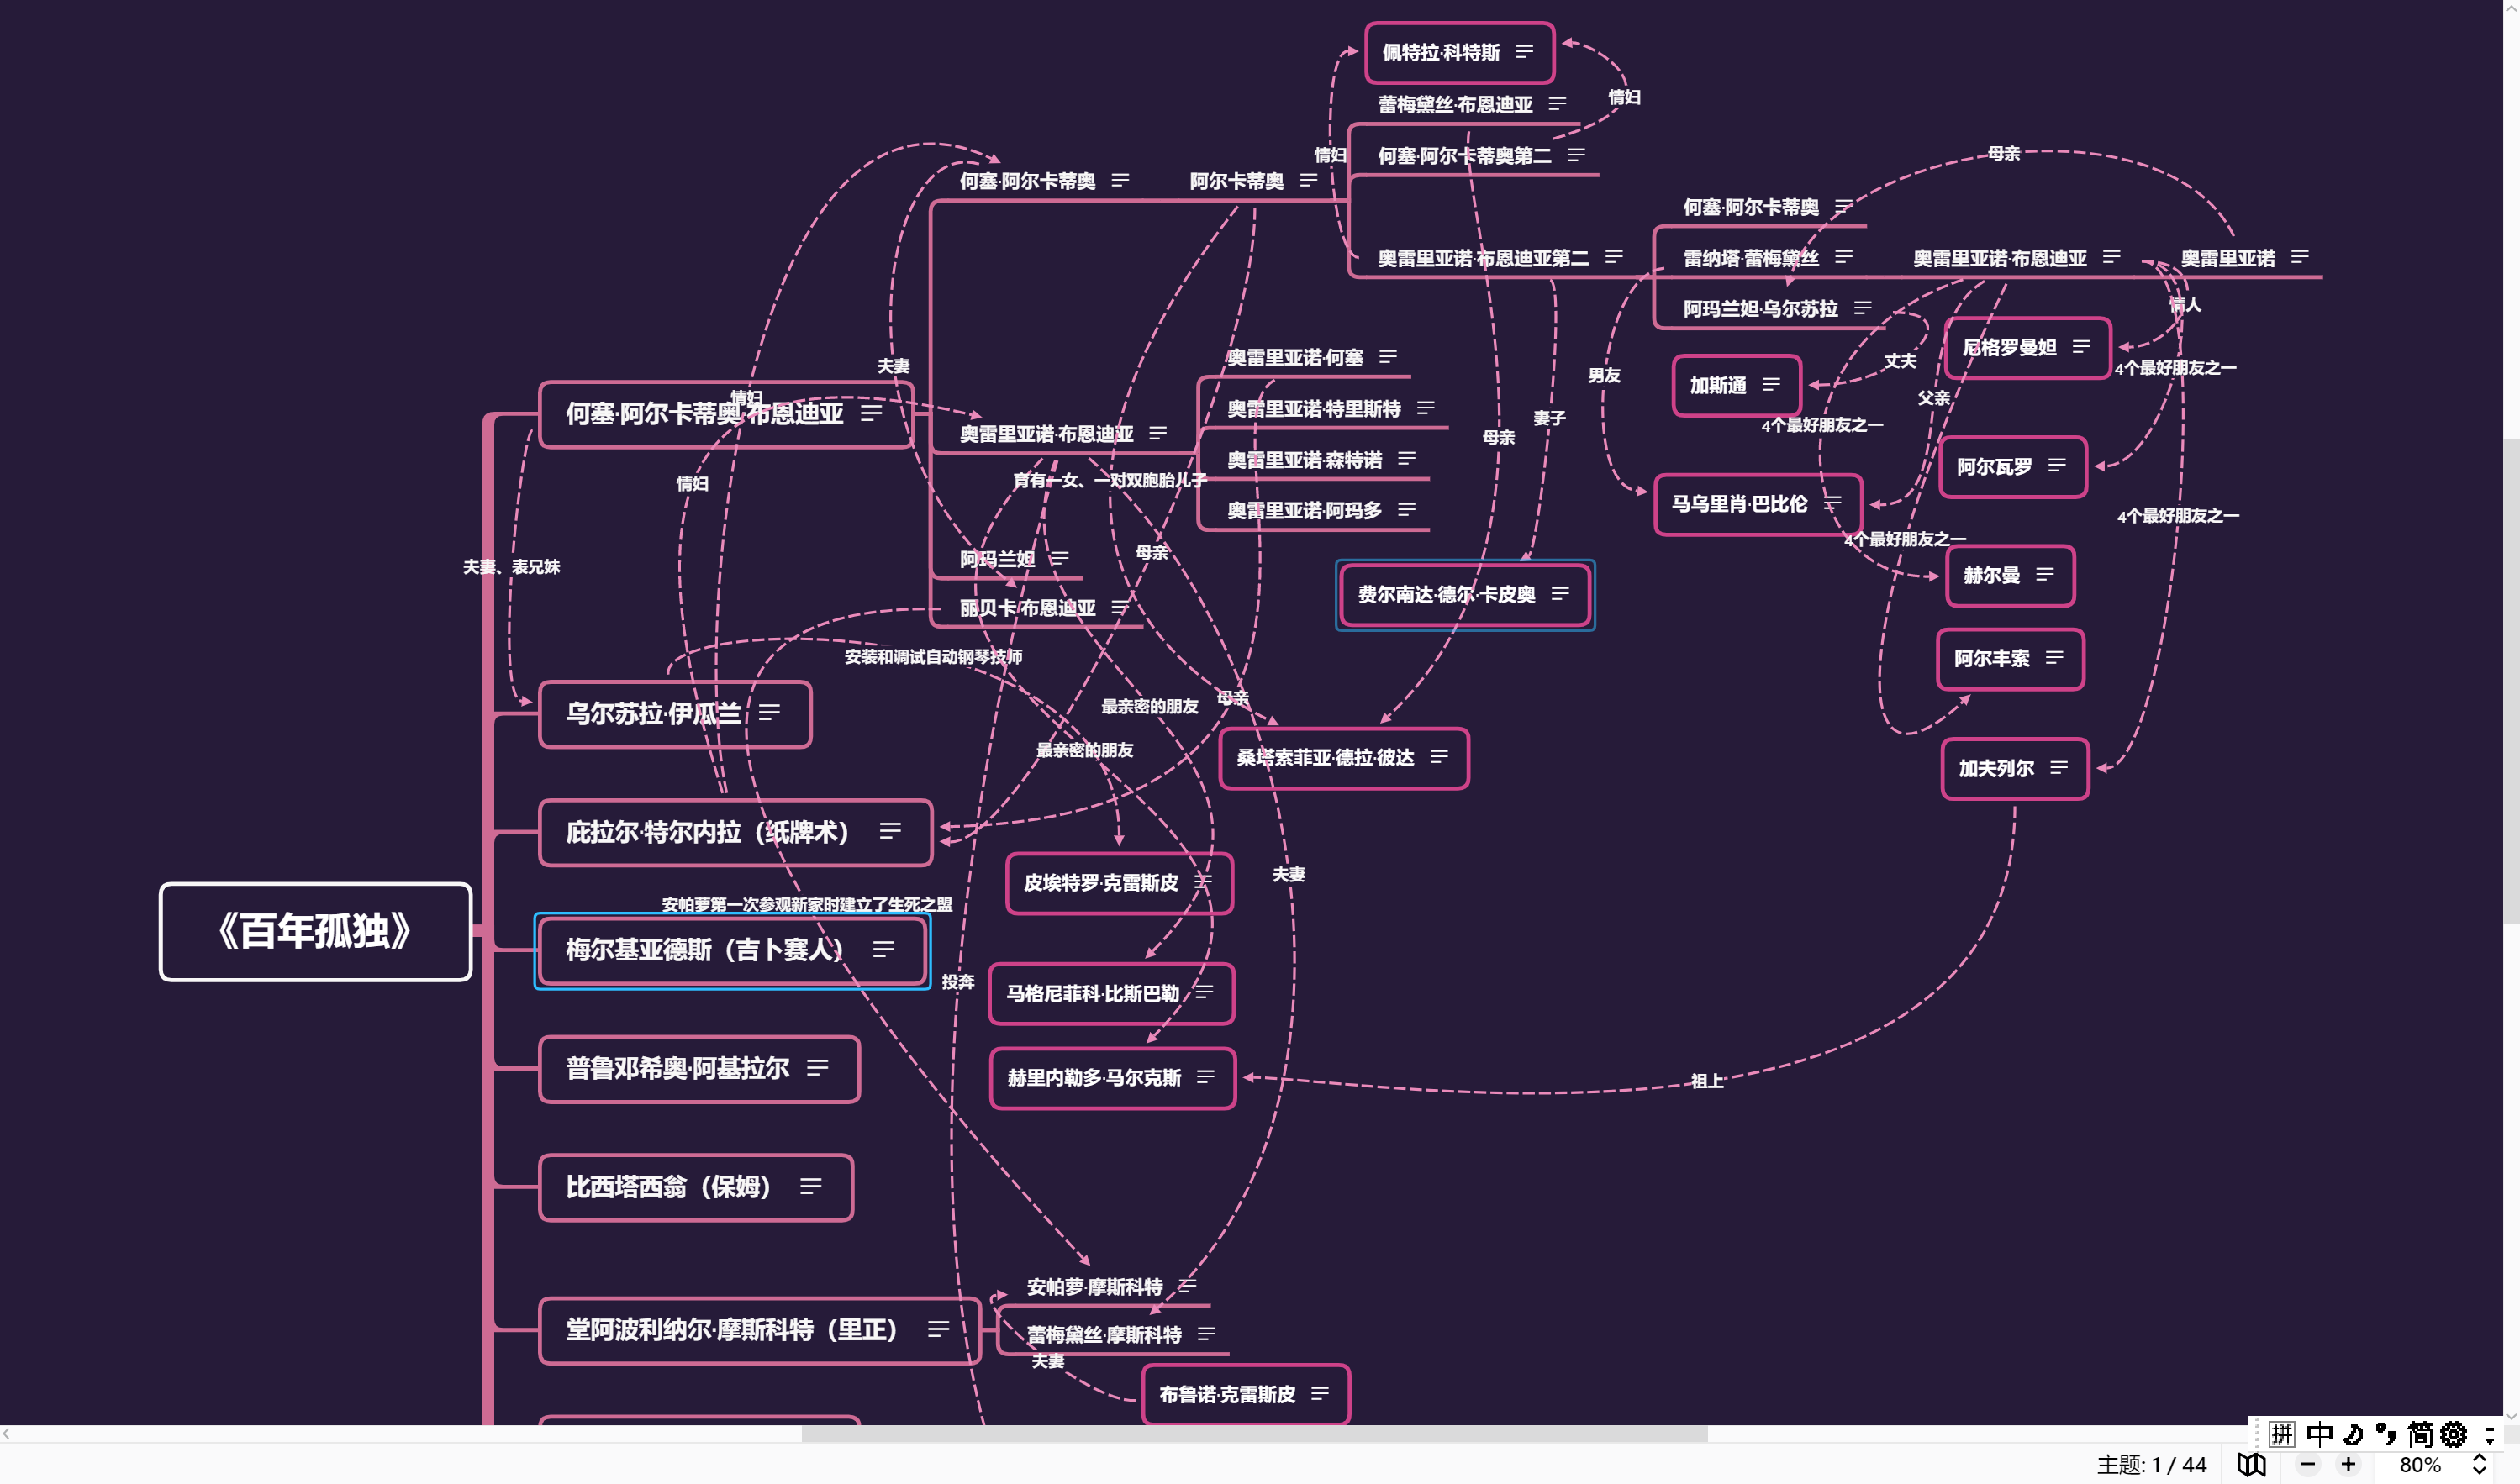 佩特拉·科特斯
蕾梅黛丝·布恩迪亚
情妇
情妇
何塞·阿尔卡蒂奥第二
母亲
何塞·阿尔卡蒂奥
阿尔卡蒂奥
何塞·阿尔卡蒂奥
奥雷里亚诺·布恩迪亚第二
雷纳塔·蕾梅黛丝
奥雷里亚诺·布恩迪亚
奥雷里亚诺
阿玛兰妲·乌尔苏拉
情人
尼格罗曼妲
奥雷里亚诺·何塞
丈夫
夫妻
4个最好朋友之一
男友
加斯通
情妇
父亲
何塞·阿尔卡蒂奥·布恩迪亚
奥雷里亚诺·特里斯特
妻子
4个最好朋友之一
奥雷里亚诺·布恩迪亚
母亲
奥雷里亚诺·森特诺
阿尔瓦罗
育有一女、一对双胞胎儿子
情妇
马乌里肖·巴比伦
奥雷里亚诺·阿玛多
4个最好朋友之一
4个最好朋友之一
母亲
阿玛兰妲
夫妻、表兄妹
赫尔曼
费尔南达·德尔·卡皮奥
丽贝卡·布恩迪亚
安装和调试自动钢琴技师
阿尔丰索
母亲
最亲密的朋友
乌尔苏拉·伊瓜兰
最亲密的朋友
桑塔索菲亚·德拉·彼达
加夫列尔
庇拉尔·特尔内拉（纸牌术）
夫妻
皮埃特罗·克雷斯皮
安帕萝第一次参观新家时建立了生死之盟
《百年孤独》
梅尔基亚德斯（吉卜赛人）
投奔
马格尼菲科·比斯巴勒
普鲁邓希奥·阿基拉尔
赫里内勒多·马尔克斯
祖上
比西塔西翁（保姆）
安帕萝·摩斯科特
堂阿波利纳尔·摩斯科特（里正）
蕾梅黛丝·摩斯科特
夫妻
布鲁诺·克雷斯皮
拼 中 简
主题: 1 / 44
80%